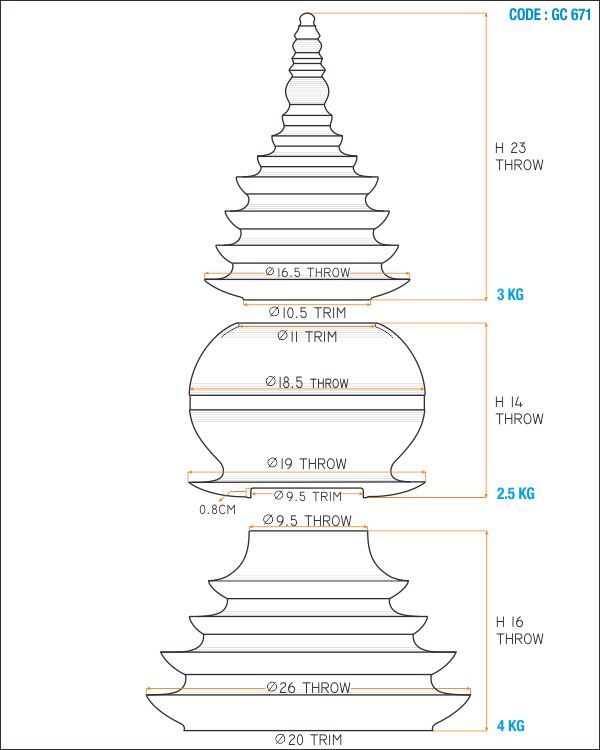 CODE : GC 671
H 23
THROW
Ø16.5 THROW
3 KG
Ø10.5 TRIM
Ø11 TRIM
Ø18.5 THROW
H 14
THROW
Ø19 THROW
2.5 KG
Ø9.5 TRIM
0.8CM
Ø9.5 THROW
H 16
THROW
Ø26 THROW
4 KG
Ø20 TRIM